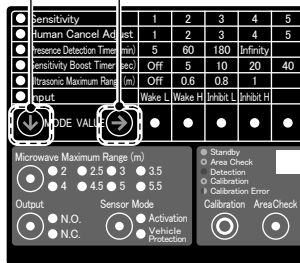 Sensitivity 1 2 3 4 5
Human Cancel Adjust 1 2 3 4 5
Presence Detection Timer (min) 5 60 180 Infinity
Sensitivity Boost Timer (sec) Off 5 10 20 40
Ultrasonic Maximum Range (m) Off 0.6 0.8 1
Input Wake L Wake H Inhibit L Inhibit H
MODE VALUE
Microwave Maximum Range (m)
2 2.5 3 3.5
4 4.5 5 5.5
Standby
Area Check
Detection
Calibration
Calibration Error
Output Sensor Mode Calibration AreaCheck
N.O. Activation
N.C. Vehicle
Protection